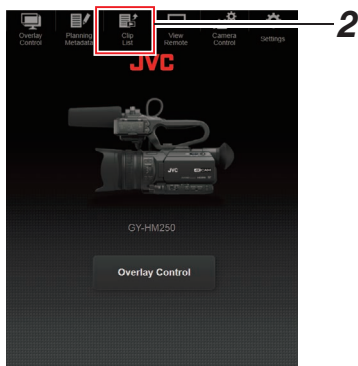 2
Overlay Control
Planning Metadata
Clip List
View Remote
Camera Control
Settings
JVC
JVC
GY-HM250
Overlay Control